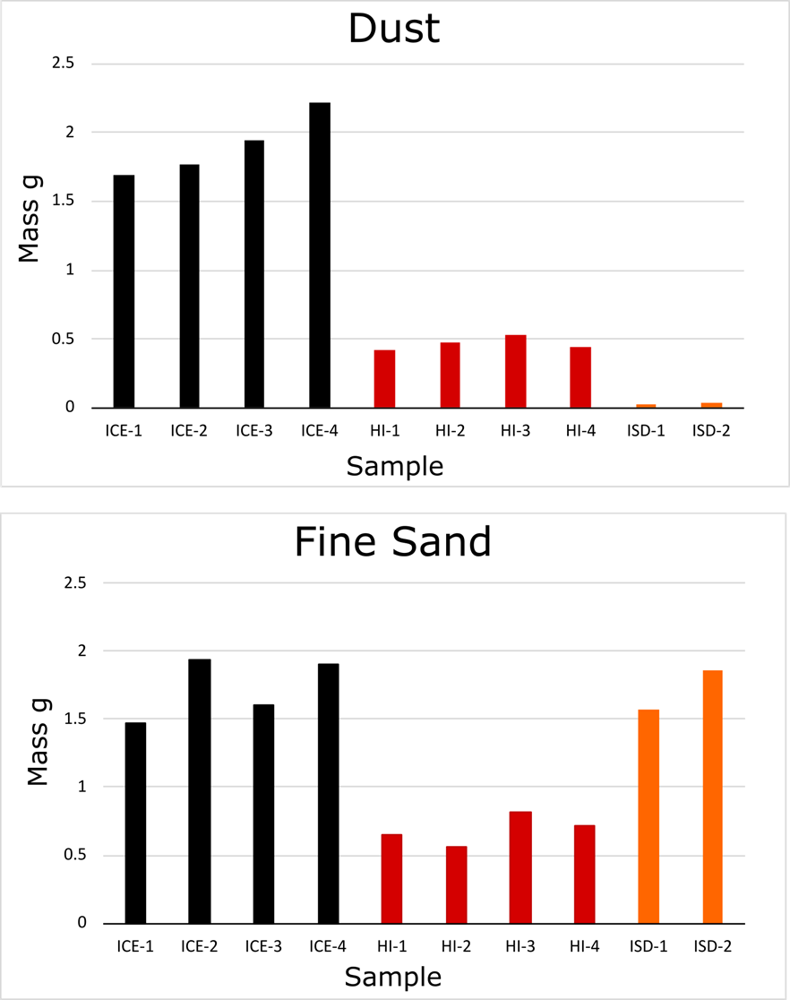 Dust
2.5
2
1.5
1
0.5
0
Mass g
ICE-1 ICE-2 ICE-3 ICE-4 HI-1 HI-2 HI-3 HI-4 ISD-1 ISD-2
Sample
Fine Sand
2.5
2
1.5
1
0.5
0
Mass g
ICE-1 ICE-2 ICE-3 ICE-4 HI-1 HI-2 HI-3 HI-4 ISD-1 ISD-2
Sample